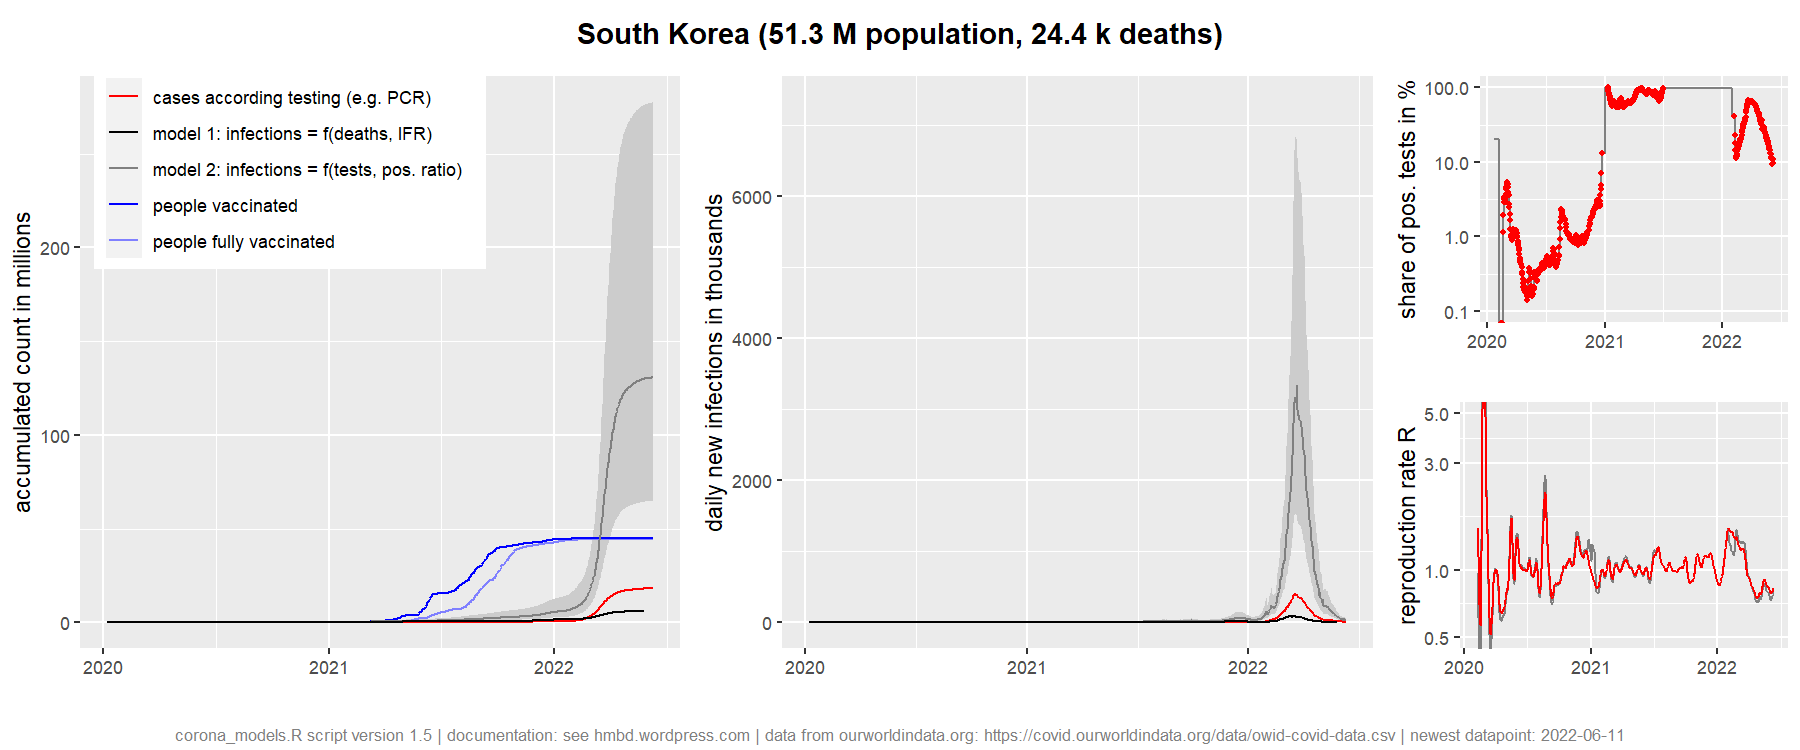 South Korea (51.3 M population, 24.4 k deaths)
accumulated count in millions
200
100
0
2020
2021
2022
cases according testing (e.g. PCR)
model 1: infections = f(deaths, IFR)
model 2: infections = f(tests, pos. ratio)
people vaccinated
people fully vaccinated
daily new infections in thousands
6000
4000
2000
0
2020
2021
2022
share of pos. tests in %
100.0
10.0
1.0
0.1
2020
2021
2022
reproduction rate R
5.0
3.0
1.0
0.5
2020
2021
2022
corona_models.R script version 1.5 | documentation: see hmbd.wordpress.com | data from ourworldindata.org: https://covid.ourworldindata.org/data/owid-covid-data.csv | newest datapoint: 2022-06-11